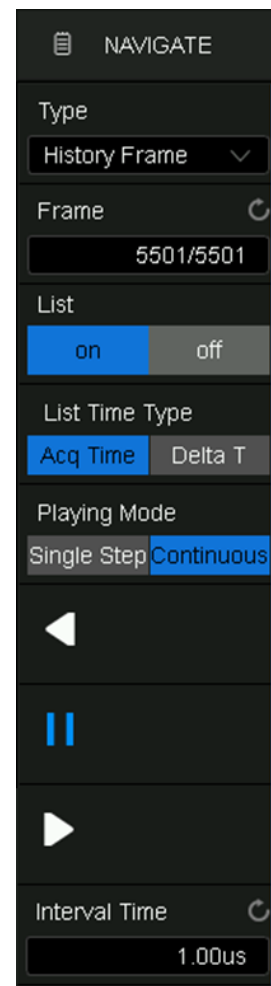 NAVIGATE
Type
History Frame
Frame
5501/5501
List
on off
List Time Type
Acq Time Delta T
Playing Mode
Single Step Continuous
Interval Time
1.00us